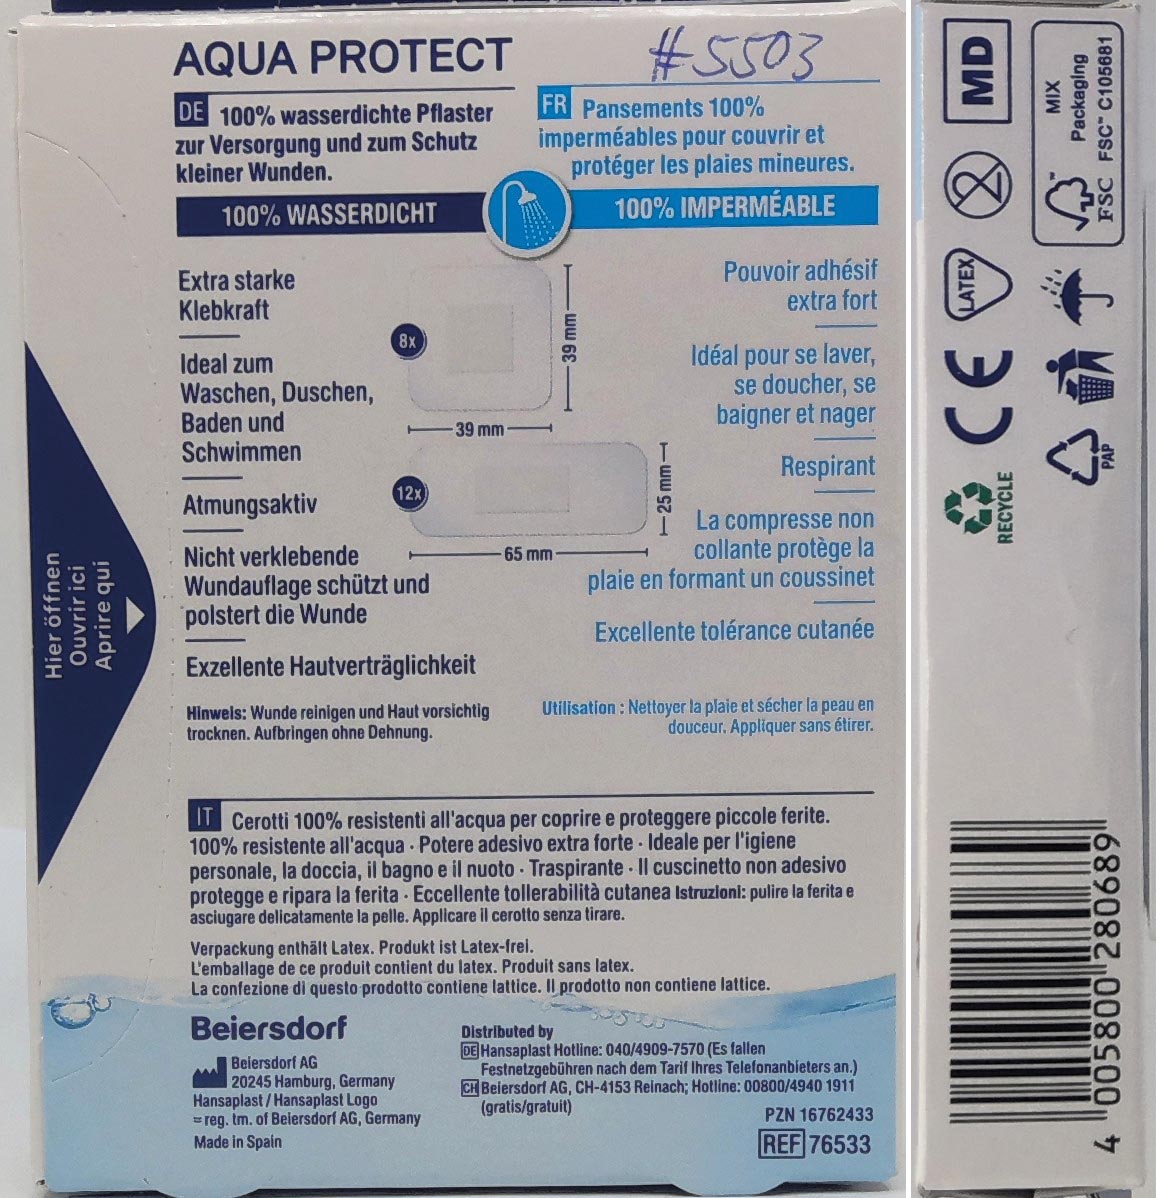 AQUA PROTECT
#5503
DE 100% wasserdichte Pflaster
zur Versorgung und zum Schutz
kleiner Wunden.
FR Pansements 100%
imperméables pour couvrir et
protéger les plaies mineures.
100% WASSERDICHT
100% IMPERMÉABLE
Extra starke
Klebkraft
Ideal zum
Waschen, Duschen,
Baden und
Schwimmen
Atmungsaktiv
Nicht verklebende
Wundauflage schützt und
polstert die Wunde
Exzellente Hautverträglichkeit
Hinweis: Wunde reinigen und Haut vorsichtig
trocknen. Aufbringen ohne Dehnung.
8x
39 mm
39 mm
12x
25 mm
65 mm
Pouvoir adhésif
extra fort
Idéal pour se laver,
se doucher, se
baigner et nager
Respirant
La compresse non
collante protège la
plaie en formant un coussinet
Excellente tolérance cutanée
Utilisation : Nettoyer la plaie et sécher la peau en
douceur. Appliquer sans étirer.
Hier öffnen
Ouvrir ici
Aprire qui
IT Cerotti 100% resistenti all'acqua per coprire e proteggere piccole ferite.
100% resistente all'acqua · Potere adesivo extra forte · Ideale per l'igiene
personale, la doccia, il bagno e il nuoto · Traspirante · Il cuscinetto non adesivo
protegge e ripara la ferita · Eccellente tollerabilità cutanea Istruzioni: pulire la ferita e
asciugare delicatamente la pelle. Applicare il cerotto senza tirare.
Verpackung enthält Latex. Produkt ist Latex-frei.
L'emballage de ce produit contient du latex. Produit sans latex.
La confezione di questo prodotto contiene lattice. Il prodotto non contiene lattice.
Beiersdorf
Beiersdorf AG
20245 Hamburg, Germany
Hansaplast / Hansaplast Logo
= reg. tm. of Beiersdorf AG, Germany
Made in Spain
Distributed by
DE Hansaplast Hotline: 040/4909-7570 (Es fallen
Festnetzgebühren nach dem Tarif Ihres Telefonanbieters an.)
CH Beiersdorf AG, CH-4153 Reinach; Hotline: 00800/4940 1911
(gratis/gratuit)
PZN 16762433
REF 76533
MD
2
LATEX
CE
RECYCLE
MIX
Packaging
FSC™ C105681
FSC™
PAP
4 005800 280689